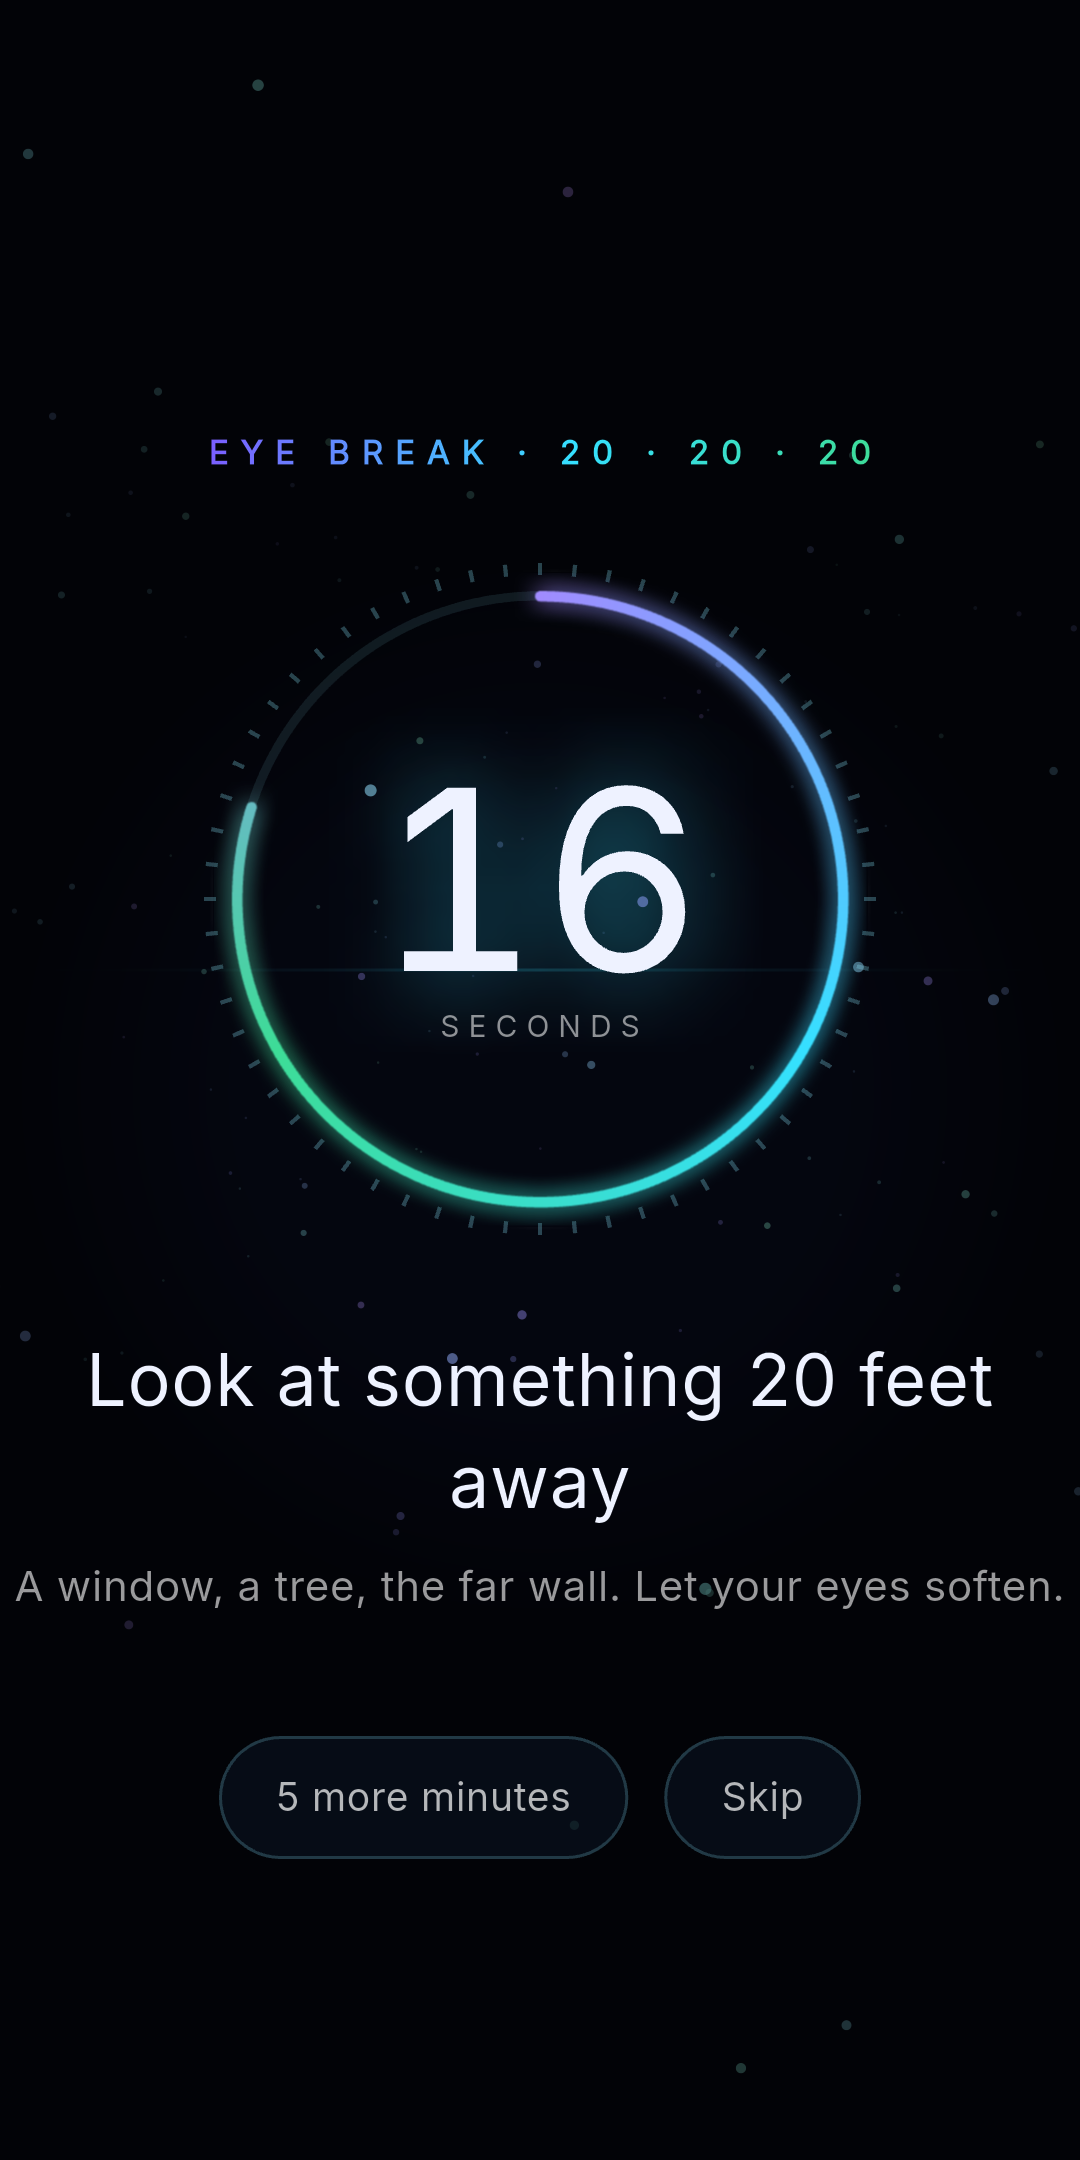 EYE BREAK · 20 · 20 · 20
16
SECONDS
Look at something 20 feet
away
A window, a tree, the far wall. Let your eyes soften.
5 more minutes
Skip